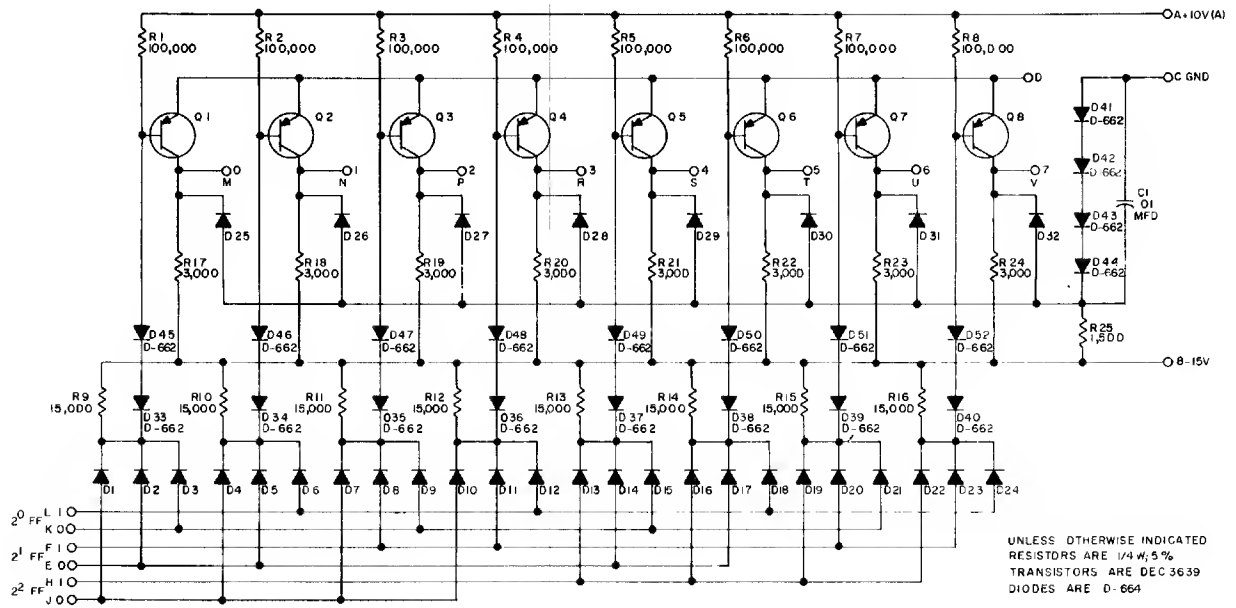 A+10V(A)
R1 100,000
R2 100,000
R3 100,000
R4 100,000
R5 100,000
R6 100,000
R7 100,000
R8 100,000
D
C GND
Q1
Q2
Q3
Q4
Q5
Q6
Q7
Q8
D41 D-662
D42 D-662
D43 D-662
D44 D-662
C1 .01 MFD
0 M
1 N
2 P
3 R
4 S
5 T
6 U
7 V
D25
D26
D27
D28
D29
D30
D31
D32
R17 3,000
R18 3,000
R19 3,000
R20 3,000
R21 3,000
R22 3,000
R23 3,000
R24 3,000
R25 1,500
D45 D-662
D46 D-662
D47 D-662
D48 D-662
D49 D-662
D50 D-662
D51 D-662
D52 D-662
B-15V
R9 15,000
R10 15,000
R11 15,000
R12 15,000
R13 15,000
R14 15,000
R15 15,000
R16 15,000
D33 D-662
D34 D-662
D35 D-662
D36 D-662
D37 D-662
D38 D-662
D39 D-662
D40 D-662
D1
D2
D3
D4
D5
D6
D7
D8
D9
D10
D11
D12
D13
D14
D15
D16
D17
D18
D19
D20
D21
D22
D23
D24
2⁰ FF L 1
K 0
2¹ FF F 1
E 0
2² FF H 1
J 0
UNLESS OTHERWISE INDICATED
RESISTORS ARE 1/4 W; 5%
TRANSISTORS ARE DEC 3639
DIODES ARE D-664